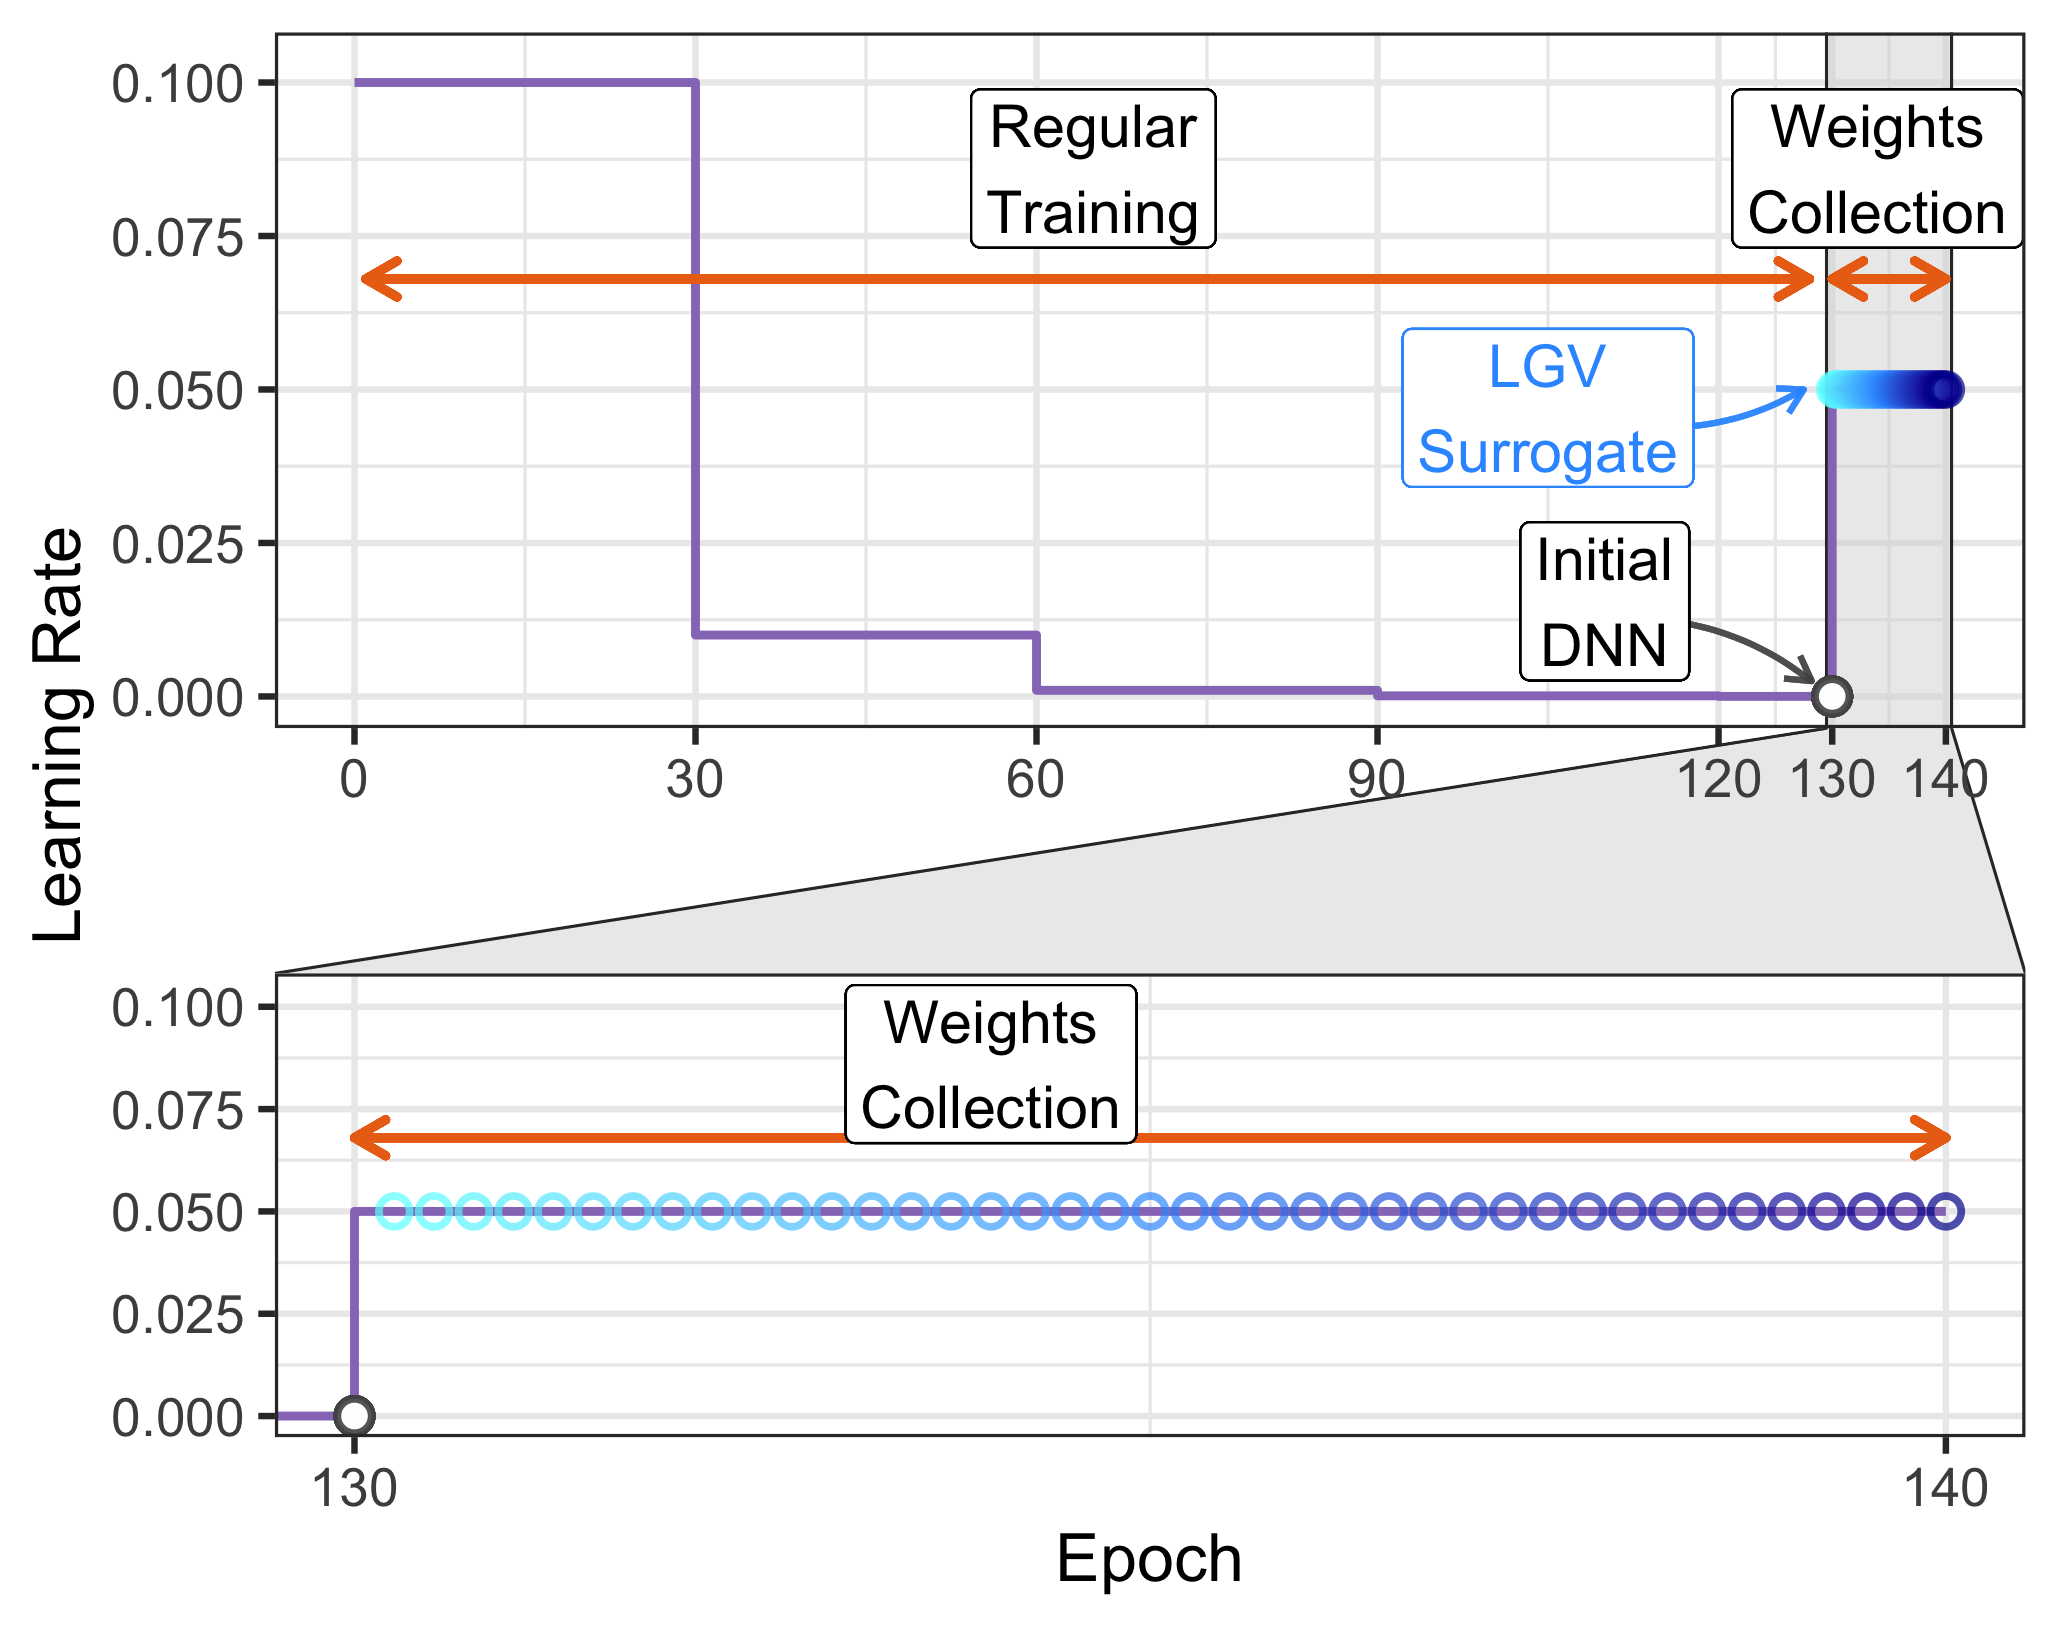 0.100
0.075
0.050
0.025
0.000
Regular
Training
Weights
Collection
LGV
Surrogate
Initial
DNN
0 30 60 90 120 130 140
Learning Rate
0.100
0.075
0.050
0.025
0.000
Weights
Collection
130 140
Epoch